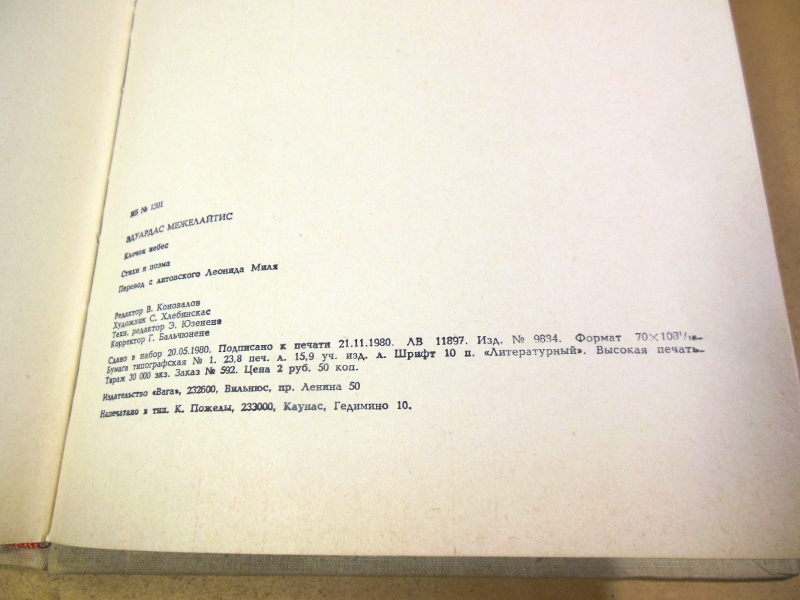 ИБ № 1391
ЭДУАРДАС МЕЖЕЛАЙТИС
Клочок небес
Стихи и поэма
Перевод с литовского Леонида Миля
Редактор В. Коновалов
Художник С. Хлебинскас
Техн. редактор Э. Юзенене
Корректор Г. Бальчюнене
Сдано в набор 20.05.1980. Подписано к печати 21.11.1980. ЛВ 11897. Изд. № 9834. Формат 70×108¹/₁₆.
Бумага типографская № 1. 23,8 печ. л. 15,9 уч. изд. л. Шрифт 10 п. «Литературный». Высокая печать.
Тираж 30 000 экз. Заказ № 592. Цена 2 руб. 50 коп.
Издательство «Вага», 232600, Вильнюс, пр. Ленина 50
Напечатано в тип. К. Пожелы, 233000, Каунас, Гедимино 10.